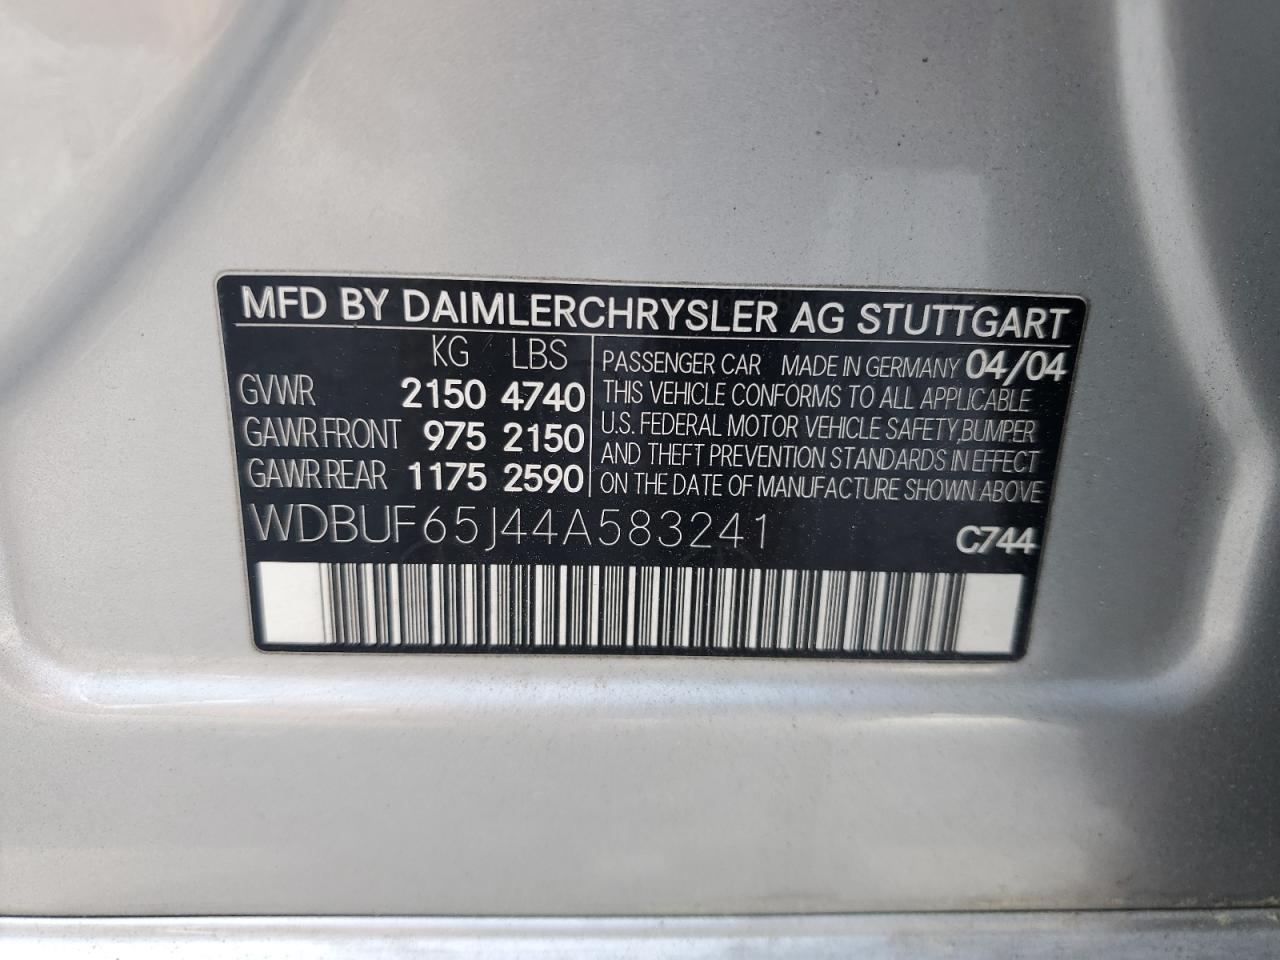 MFD BY DAIMLERCHRYSLER AG STUTTGART
KG LBS
GVWR 2150 4740
GAWR FRONT 975 2150
GAWR REAR 1175 2590
PASSENGER CAR MADE IN GERMANY 04/04
THIS VEHICLE CONFORMS TO ALL APPLICABLE
U.S. FEDERAL MOTOR VEHICLE SAFETY,BUMPER
AND THEFT PREVENTION STANDARDS IN EFFECT
ON THE DATE OF MANUFACTURE SHOWN ABOVE
WDBUF65J44A583241 C744